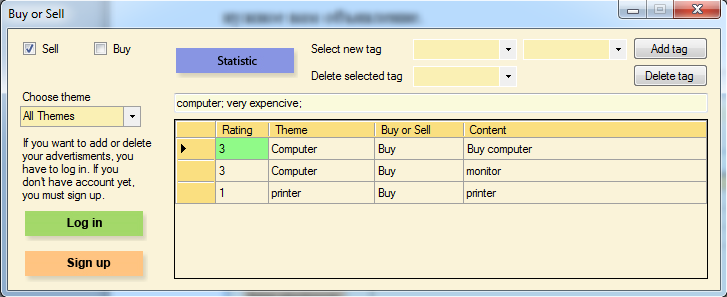 Buy or Sell
нужное вам объявление.
Sell
Buy
Statistic
Select new tag
Add tag
Delete selected tag
Delete tag
Choose theme
All Themes
computer; very expencive;
If you want to add or delete
your advertisments, you
have to log in. If you
don't have account yet,
you must sign up.
Log in
Sign up
Rating Theme Buy or Sell Content
3 Computer Buy Buy computer
3 Computer Buy monitor
1 printer Buy printer